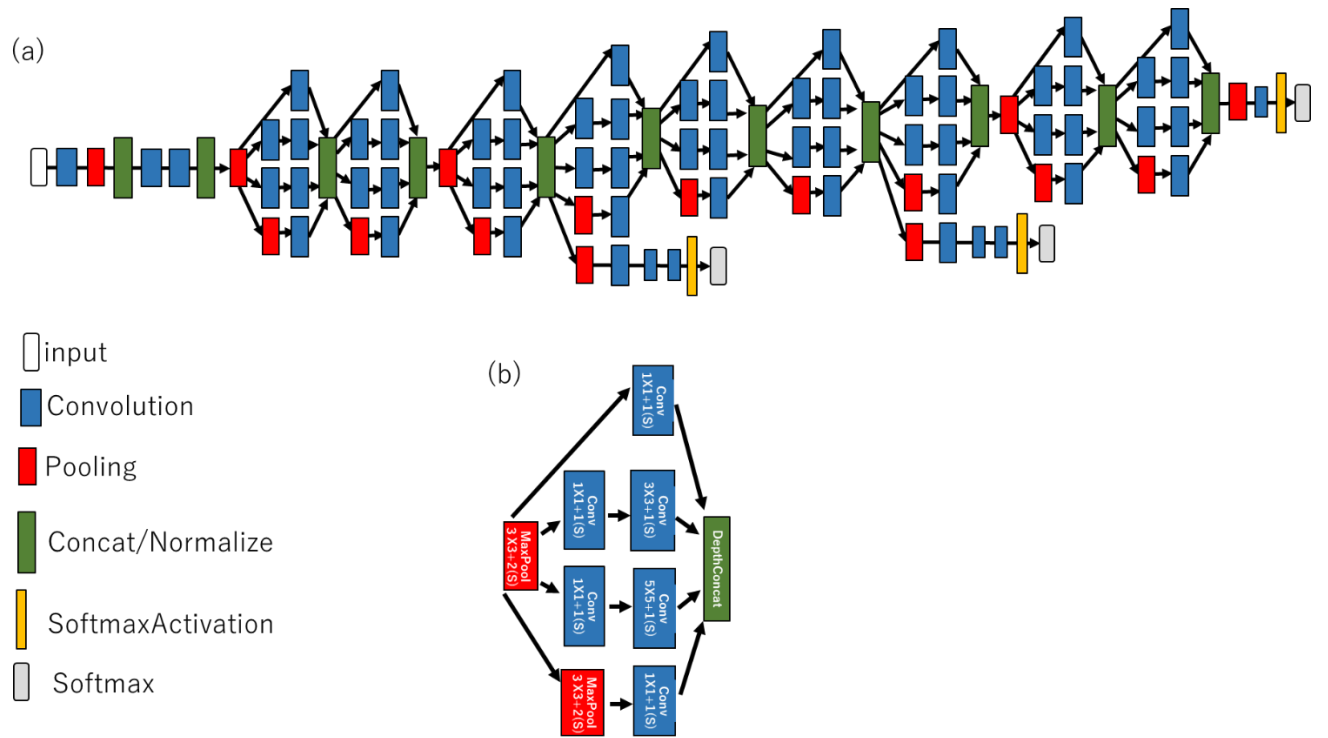 (a)
input
Convolution
Pooling
Concat/Normalize
SoftmaxActivation
Softmax
(b)
Conv
1X1+1(S)
Conv
1X1+1(S)
Conv
3X3+1(S)
MaxPool
3X3+2(S)
DepthConcat
Conv
1X1+1(S)
Conv
5X5+1(S)
MaxPool
3X3+2(S)
Conv
1X1+1(S)